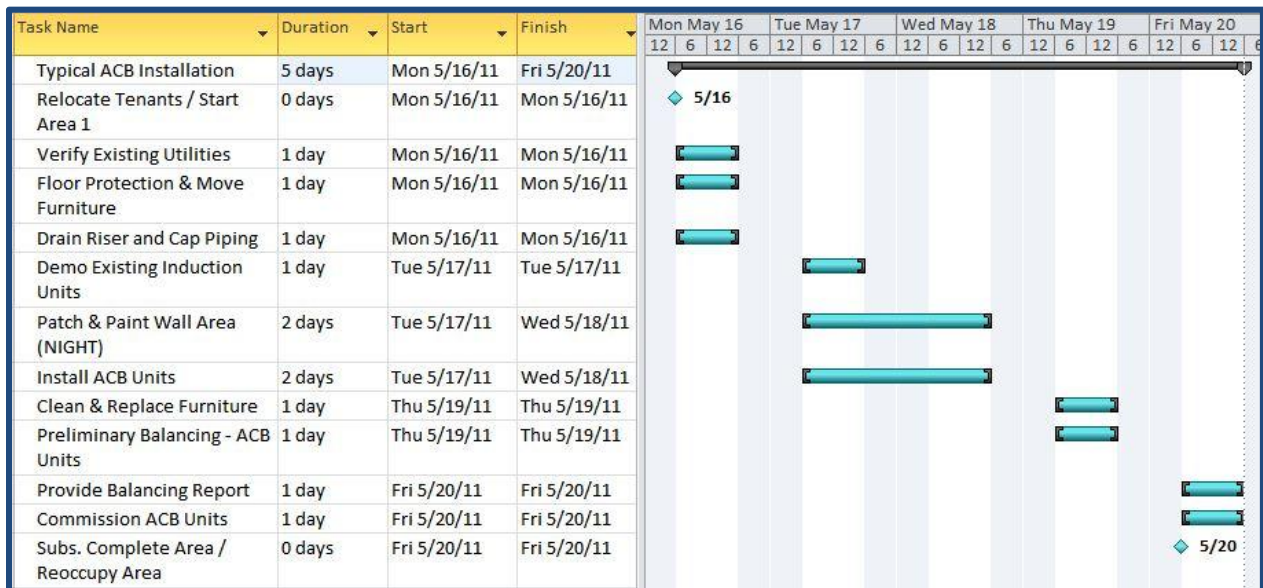 Task Name Duration Start Finish Mon May 16 Tue May 17 Wed May 18 Thu May 19 Fri May 20
12 6 12 6 12 6 12 6 12 6 12 6 12 6 12 6 12 6 12 6
Typical ACB Installation 5 days Mon 5/16/11 Fri 5/20/11
Relocate Tenants / Start 0 days Mon 5/16/11 Mon 5/16/11 5/16
Area 1
Verify Existing Utilities 1 day Mon 5/16/11 Mon 5/16/11
Floor Protection & Move 1 day Mon 5/16/11 Mon 5/16/11
Furniture
Drain Riser and Cap Piping 1 day Mon 5/16/11 Mon 5/16/11
Demo Existing Induction 1 day Tue 5/17/11 Tue 5/17/11
Units
Patch & Paint Wall Area 2 days Tue 5/17/11 Wed 5/18/11
(NIGHT)
Install ACB Units 2 days Tue 5/17/11 Wed 5/18/11
Clean & Replace Furniture 1 day Thu 5/19/11 Thu 5/19/11
Preliminary Balancing - ACB 1 day Thu 5/19/11 Thu 5/19/11
Units
Provide Balancing Report 1 day Fri 5/20/11 Fri 5/20/11
Commission ACB Units 1 day Fri 5/20/11 Fri 5/20/11
Subs. Complete Area / 0 days Fri 5/20/11 Fri 5/20/11 5/20
Reoccupy Area